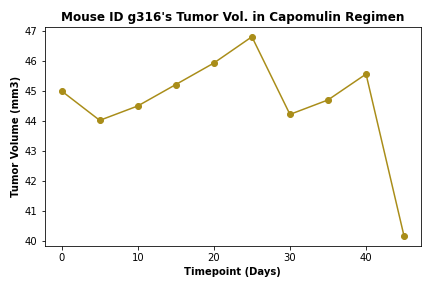 Mouse ID g316's Tumor Vol. in Capomulin Regimen
47
46
45
44
43
42
41
40
Tumor Volume (mm3)
0 10 20 30 40
Timepoint (Days)